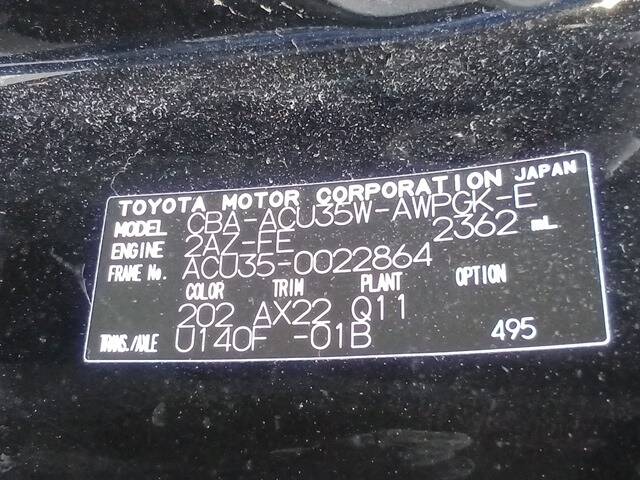 TOYOTA MOTOR CORPORATION JAPAN
MODEL CBA-ACU35W-AWPGK-E
ENGINE 2AZ-FE 2362 mL
FRAME No. ACU35-0022864
COLOR TRIM PLANT OPTION
202 AX22 Q11
TRANS./AXLE U140F -01B 495